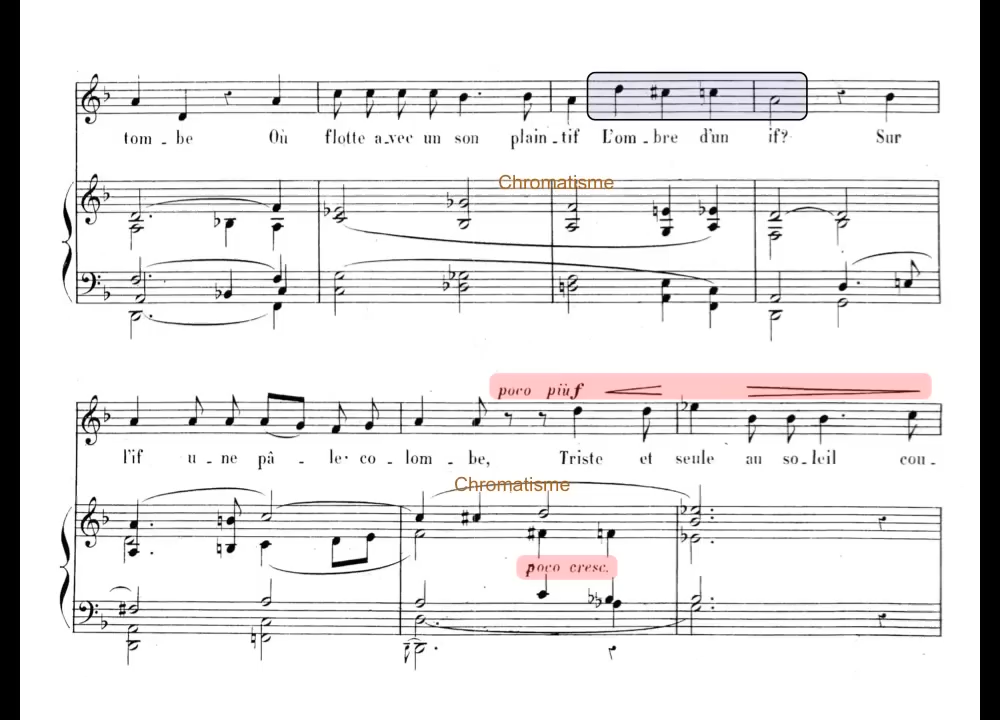 tom - be Où flotte a-vec un son plain-tif L'om - bre d'un if? Sur
Chromatisme
poco più f
l'if u - ne pâ - le · co - lom - be, Triste et seule au so-leil cou-
Chromatisme
poco cresc.